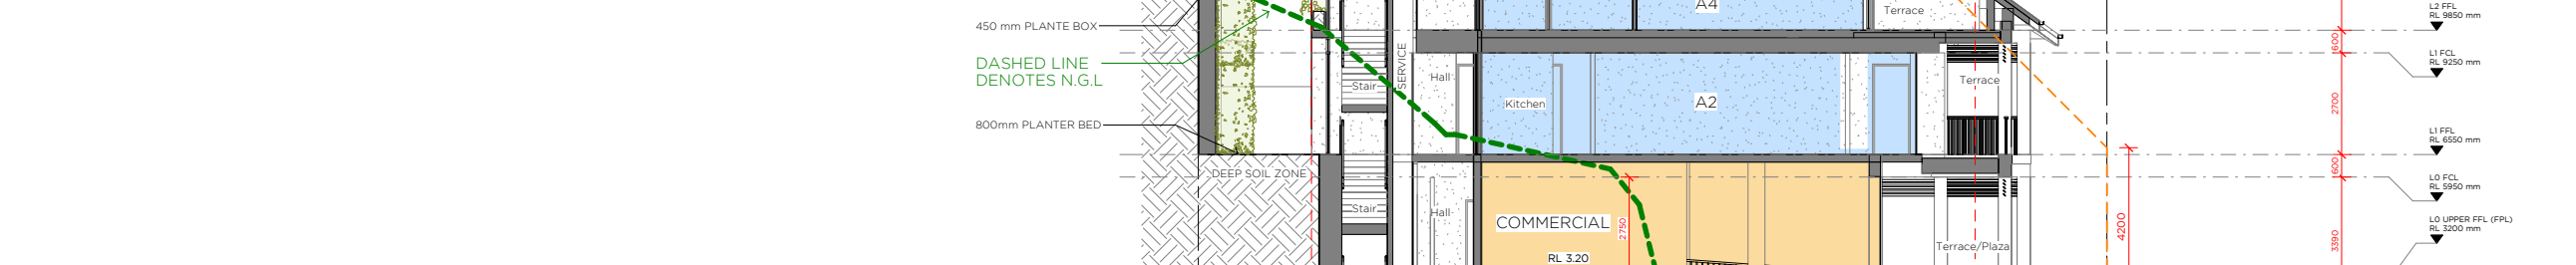 A4
Terrace
L2 FFL
RL 9850 mm
450 mm PLANTE BOX
600
SERVICE
L1 FCL
RL 9250 mm
DASHED LINE
DENOTES N.G.L
Hall
Terrace
Stair
Kitchen
A2
2700
800mm PLANTER BED
L1 FFL
RL 6550 mm
600
DEEP SOIL ZONE
L0 FCL
RL 5950 mm
Stair
Hall
COMMERCIAL
2750
4200
L0 UPPER FFL (FPL)
RL 3200 mm
3390
Terrace/Plaza
RL 3.20